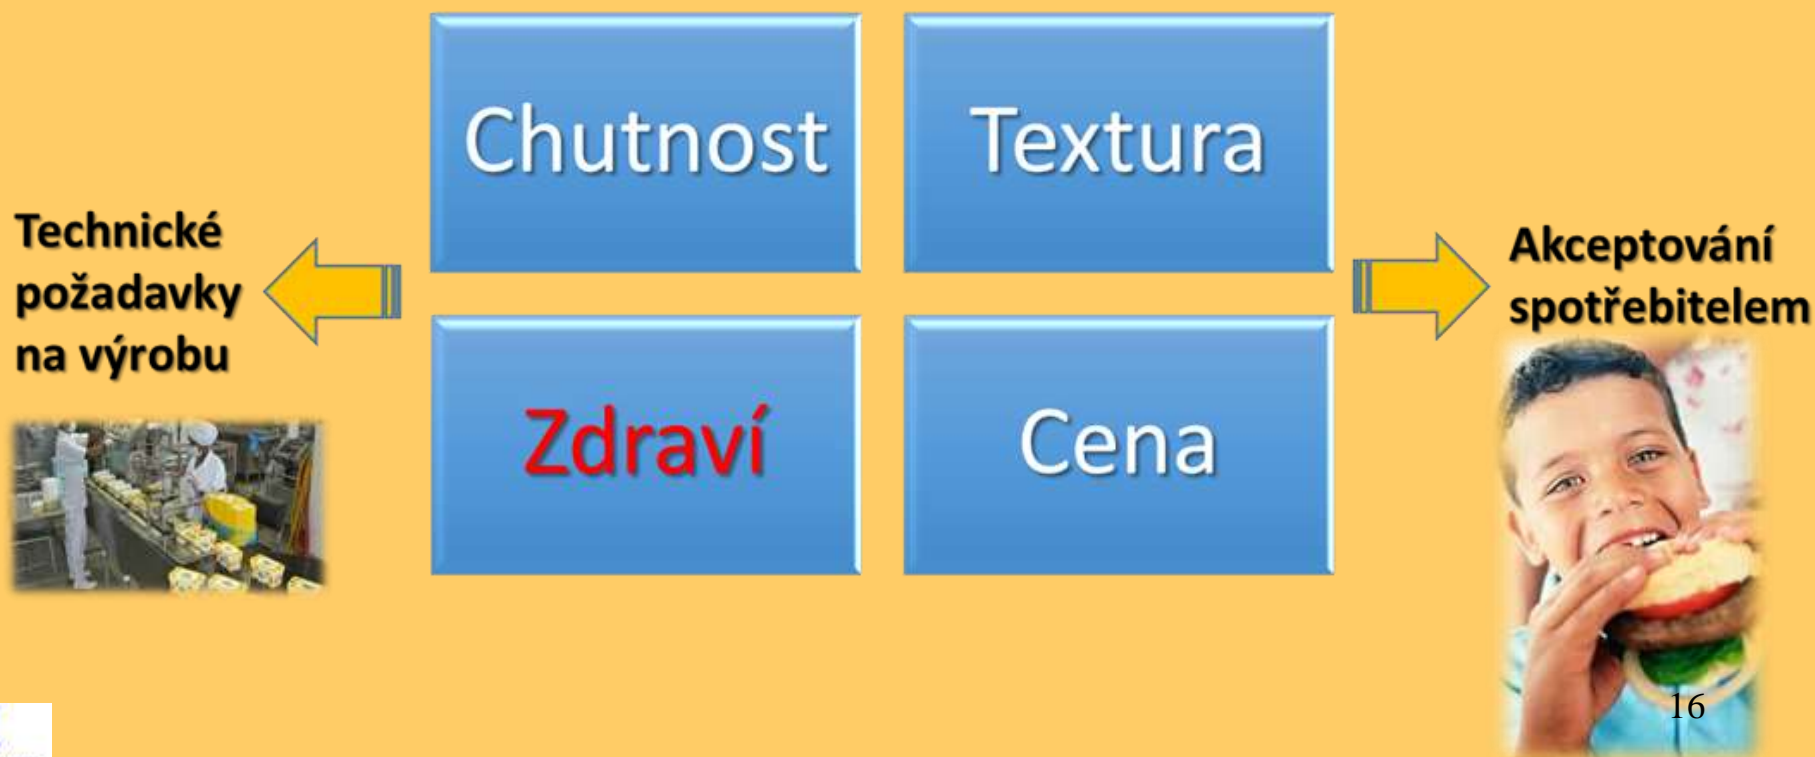 Chutnost
Textura
Technické
požadavky
na výrobu
Akceptování
spotřebitelem
Zdraví
Cena
16